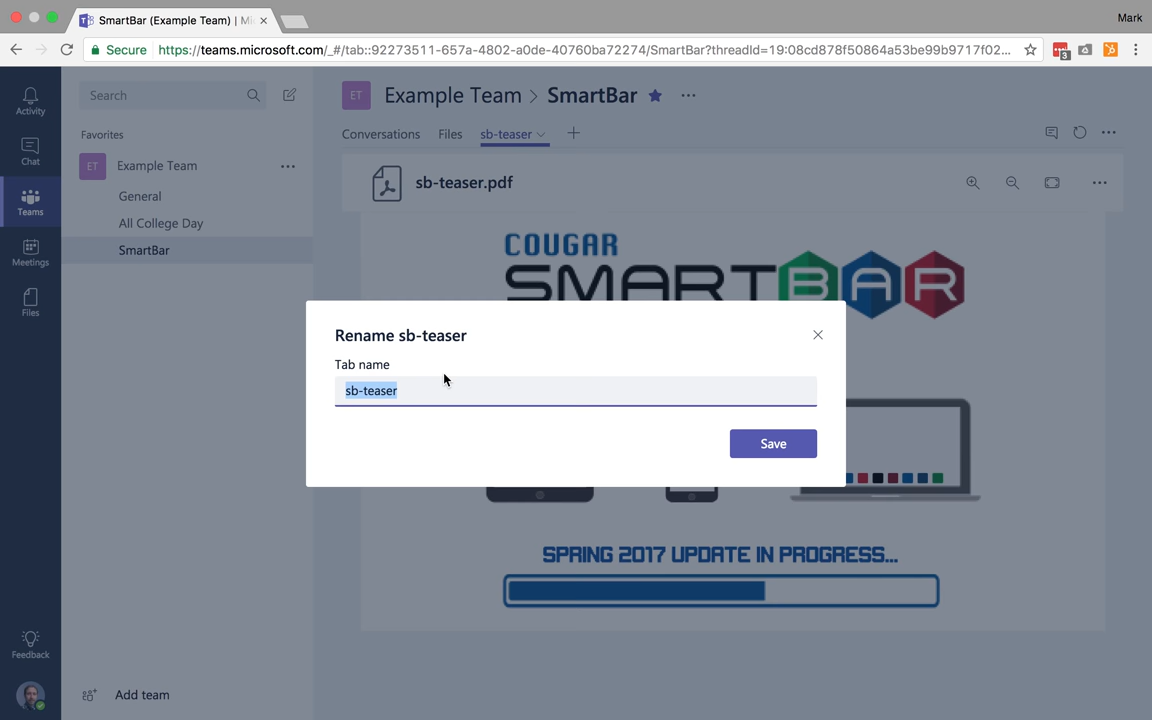 SmartBar (Example Team) | Mi
Mark
Secure
https://teams.microsoft.com/_#/tab::92273511-657a-4802-a0de-40760ba72274/SmartBar?threadId=19:08cd878f50864a53be99b9717f02...
3
Activity
Chat
Teams
Meetings
Files
Feedback
Search
Favorites
ET
Example Team
General
All College Day
SmartBar
Add team
ET
Example Team > SmartBar
Conversations
Files
sb-teaser
sb-teaser.pdf
COUGAR
SMARTBAR
Rename sb-teaser
Tab name
sb-teaser
Save
SPRING 2017 UPDATE IN PROGRESS...